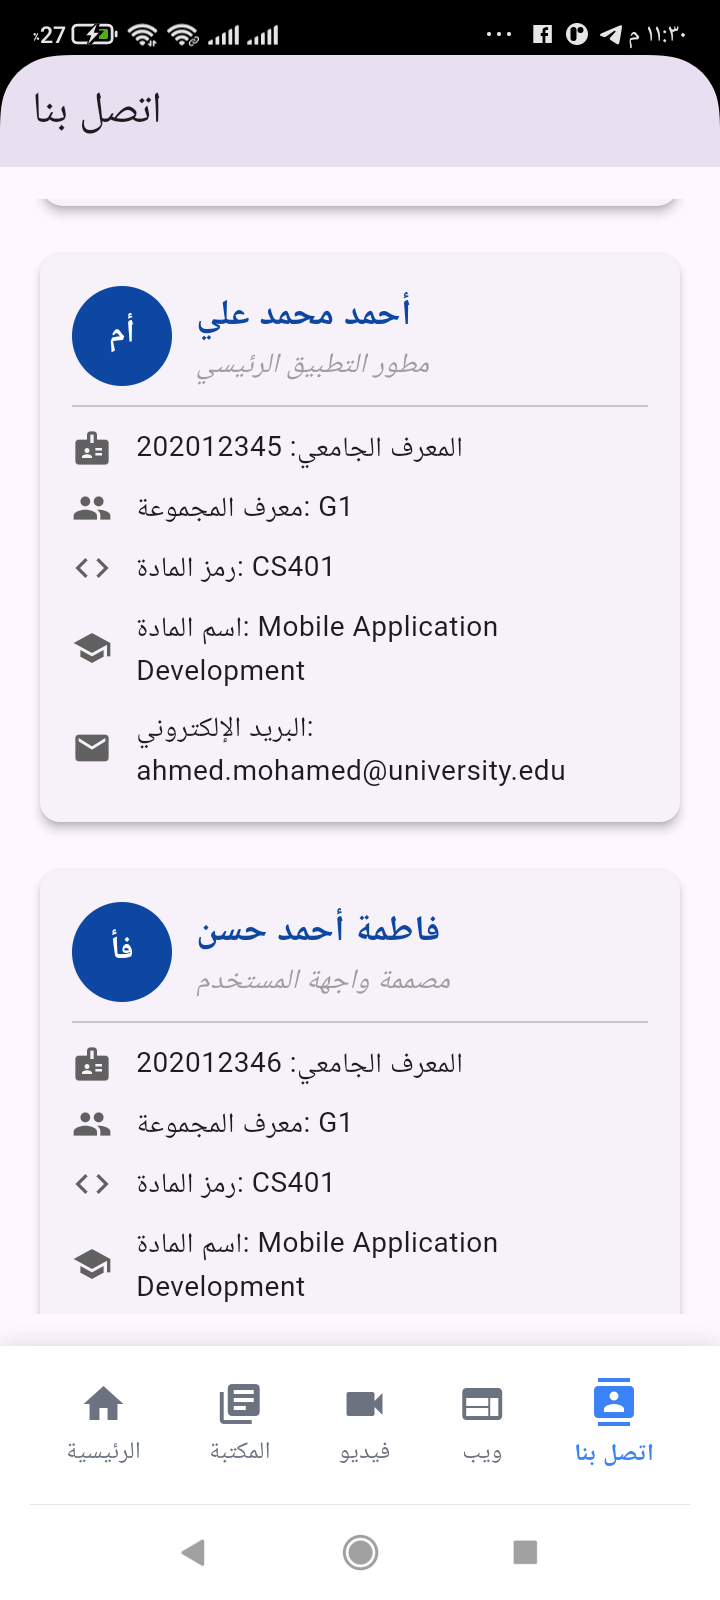 ٪27
١١:٣٠ م
اتصل بنا
أم
أحمد محمد علي
مطور التطبيق الرئيسي
المعرف الجامعي: 202012345
معرف المجموعة: G1
رمز المادة: CS401
اسم المادة: Mobile Application
Development
البريد الإلكتروني:
ahmed.mohamed@university.edu
فأ
فاطمة أحمد حسن
مصممة واجهة المستخدم
المعرف الجامعي: 202012346
معرف المجموعة: G1
رمز المادة: CS401
اسم المادة: Mobile Application
Development
الرئيسية
المكتبة
فيديو
ويب
اتصل بنا